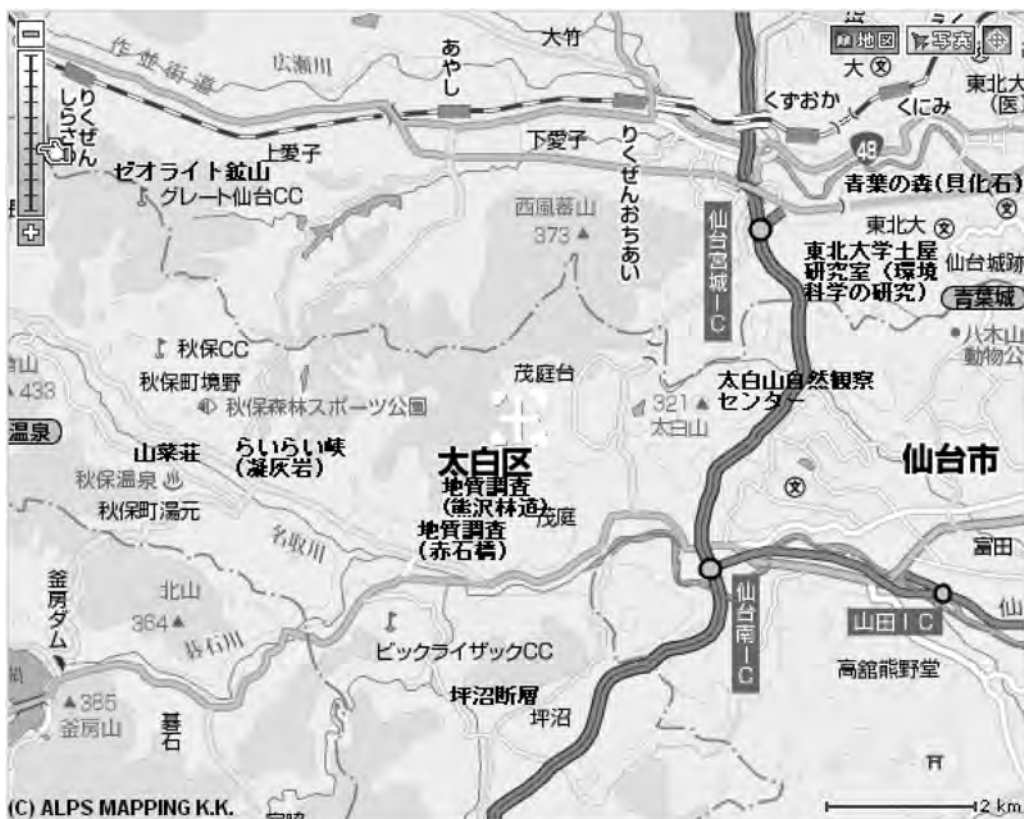 地図
写真
作並街道
広瀬川
あやし
大竹
大
東北大
(医)
くずおか
くにみ
りくぜん
しらさわ
上愛子
下愛子
りくぜんおちあい
48
ゼオライト鉱山
グレート仙台CC
西風蕃山
373
青葉の森(貝化石)
仙台宮城IC
東北大
東北大学土屋
研究室(環境
科学の研究)
仙台城跡
青葉城
八木山
動物公
秋保CC
秋保町境野
秋保森林スポーツ公園
茂庭台
太白山自然観察
センター
321
太白山
433
温泉
山菜荘
らいらい峡
(凝灰岩)
太白区
仙台市
秋保温泉
秋保町湯元
地質調査
(熊沢林道)
茂庭
地質調査
(赤石橋)
名取川
富田
釜房ダム
北山
364
碁石川
仙台南IC
山田IC
仙
ビックライザックCC
高舘熊野堂
385
釜房山
碁石
坪沼断層
坪沼
(C) ALPS MAPPING K.K.
2 km